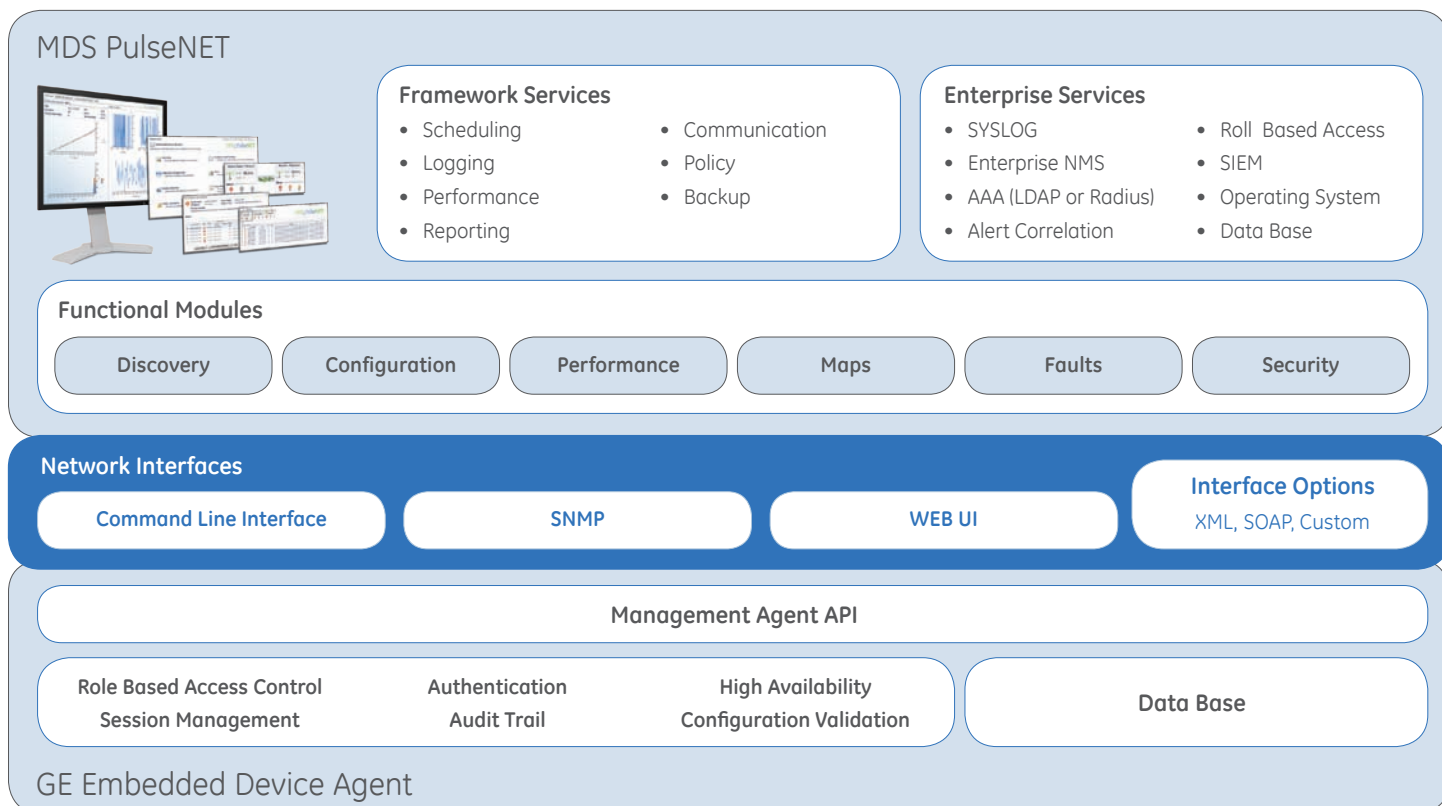 MDS PulseNET
Framework Services
• Scheduling
• Logging
• Performance
• Reporting
• Communication
• Policy
• Backup
Enterprise Services
• SYSLOG
• Enterprise NMS
• AAA (LDAP or Radius)
• Alert Correlation
• Roll Based Access
• SIEM
• Operating System
• Data Base
Functional Modules
Discovery
Configuration
Performance
Maps
Faults
Security
Network Interfaces
Command Line Interface
SNMP
WEB UI
Interface Options
XML, SOAP, Custom
Management Agent API
Role Based Access Control
Session Management
Authentication
Audit Trail
High Availability
Configuration Validation
Data Base
GE Embedded Device Agent